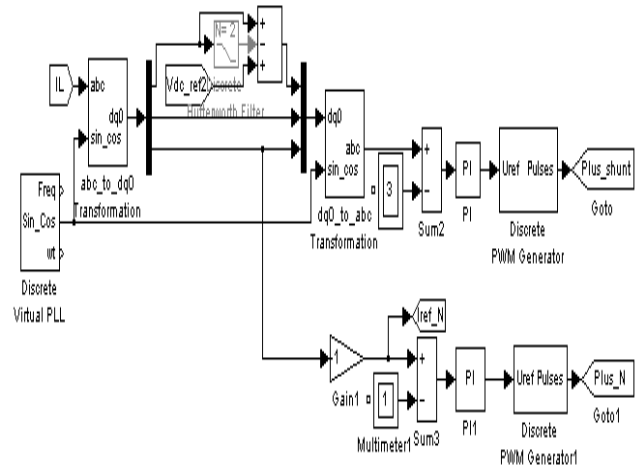 N= 2
IL
abc
dq0
sin_cos
abc_to_dq0
Transformation
Vdc_ref2
Discrete
Butterworth Filter
+
−
+
Freq
Sin_Cos
wt
Discrete
Virtual PLL
dq0
abc
sin_cos
dq0_to_abc
Transformation
3
+
−
Sum2
PI
PI
Uref Pulses
Discrete
PWM Generator
Plus_shunt
Goto
Iref_N
1
Gain1
1
Multimeter1
+
−
Sum3
PI
PI1
Uref Pulses
Discrete
PWM Generator1
Plus_N
Goto1